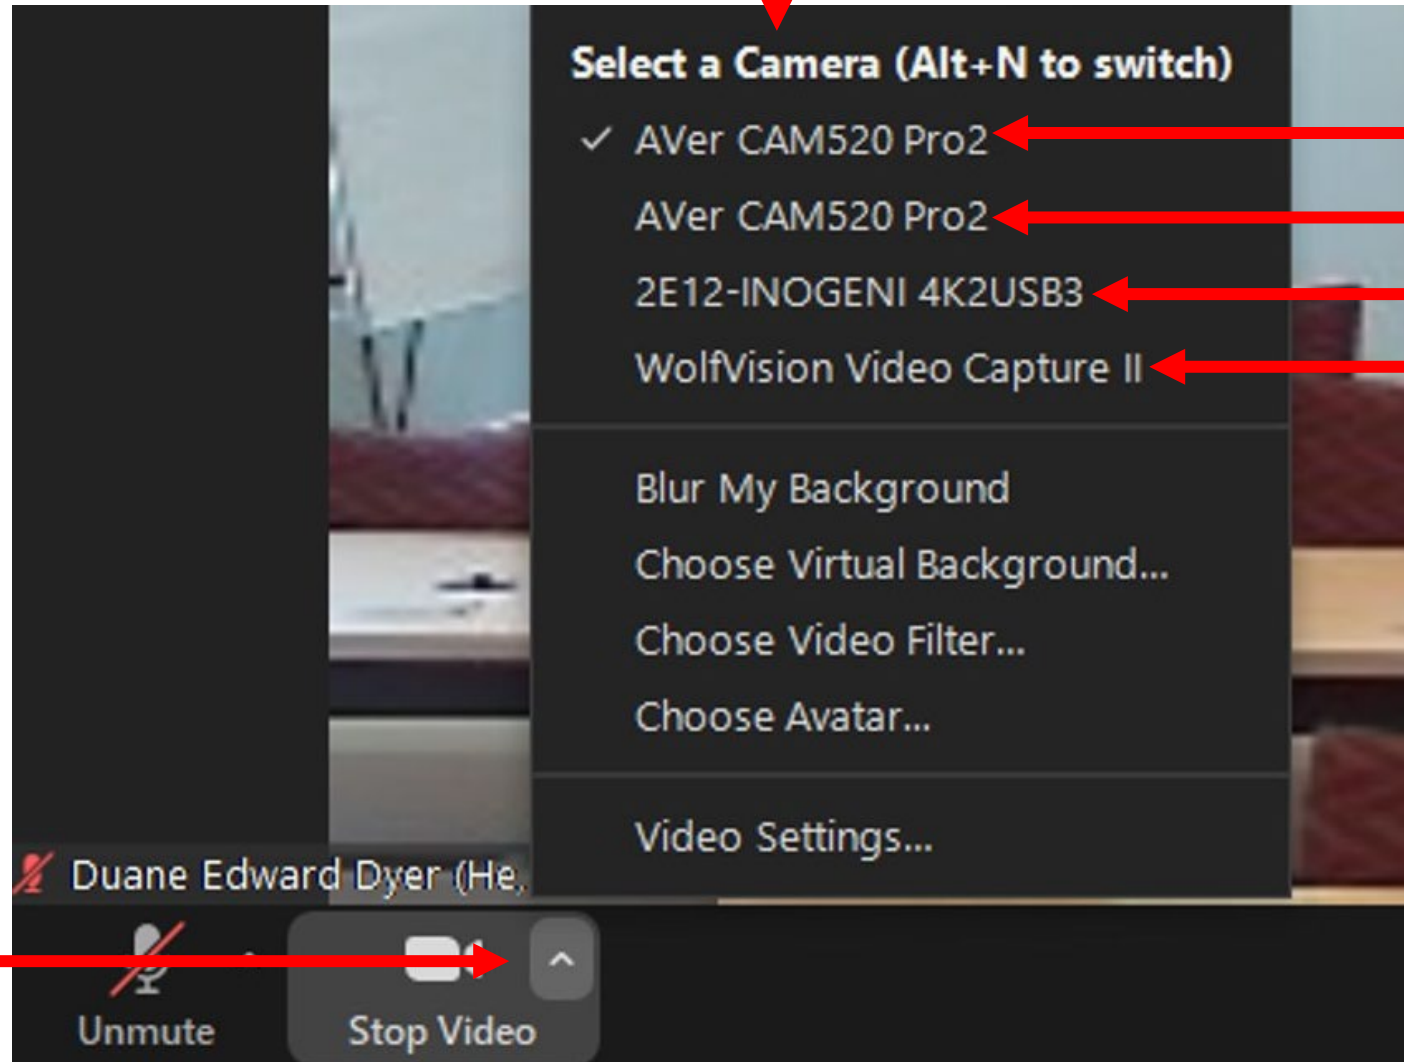 Select a Camera (Alt+N to switch)
AVer CAM520 Pro2
AVer CAM520 Pro2
2E12-INOGENI 4K2USB3
WolfVision Video Capture II
Blur My Background
Choose Virtual Background...
Choose Video Filter...
Choose Avatar...
Video Settings...
Duane Edward Dyer (He,
Unmute
Stop Video